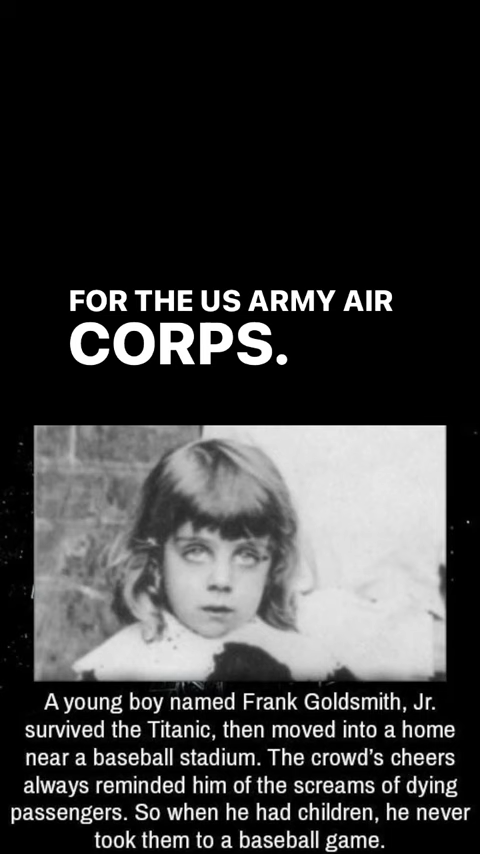 FOR THE US ARMY AIR
CORPS.
A young boy named Frank Goldsmith, Jr.
survived the Titanic, then moved into a home
near a baseball stadium. The crowd's cheers
always reminded him of the screams of dying
passengers. So when he had children, he never
took them to a baseball game.